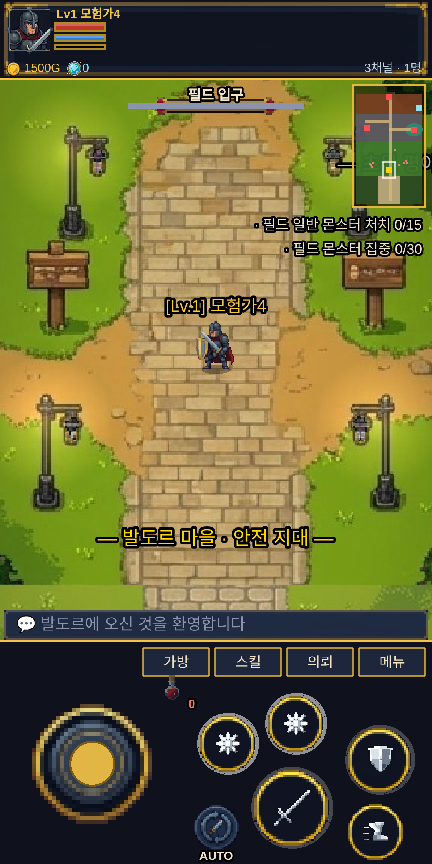 Lv1 모험가4
1500G
0
3채널 · 1명
필드 입구
0
· 필드 일반 몬스터 처치 0/15
· 필드 몬스터 집중 0/30
[Lv.1] 모험가4
— 발도르 마을 · 안전 지대 —
발도르에 오신 것을 환영합니다
가방
스킬
의뢰
메뉴
0
AUTO